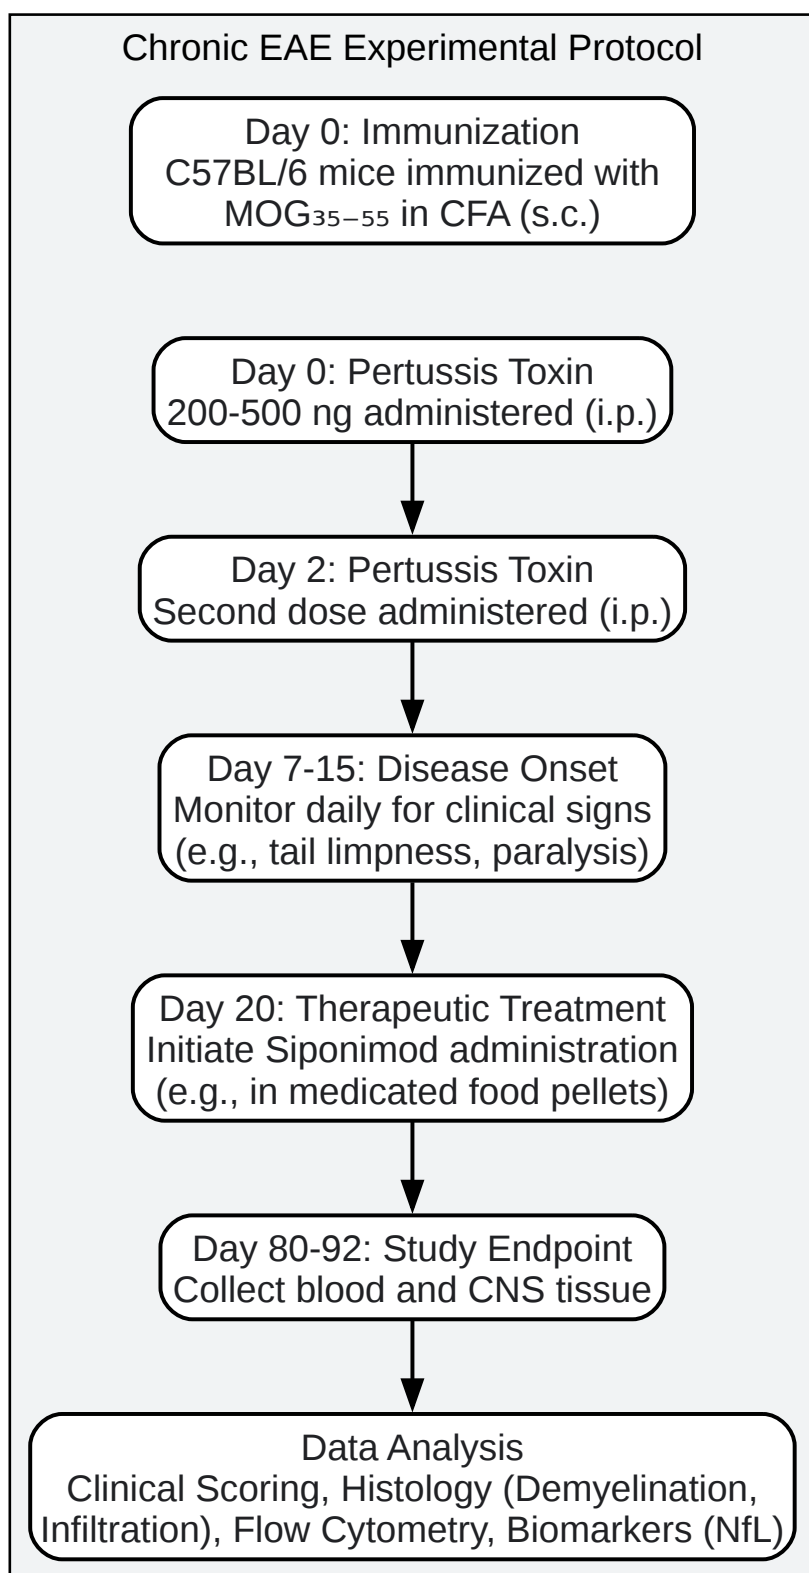 Chronic EAE Experimental Protocol
Day 0: Immunization
C57BL/6 mice immunized with
MOG₃₅₋₅₅ in CFA (s.c.)
Day 0: Pertussis Toxin
200-500 ng administered (i.p.)
Day 2: Pertussis Toxin
Second dose administered (i.p.)
Day 7-15: Disease Onset
Monitor daily for clinical signs
(e.g., tail limpness, paralysis)
Day 20: Therapeutic Treatment
Initiate Siponimod administration
(e.g., in medicated food pellets)
Day 80-92: Study Endpoint
Collect blood and CNS tissue
Data Analysis
Clinical Scoring, Histology (Demyelination,
Infiltration), Flow Cytometry, Biomarkers (NfL)